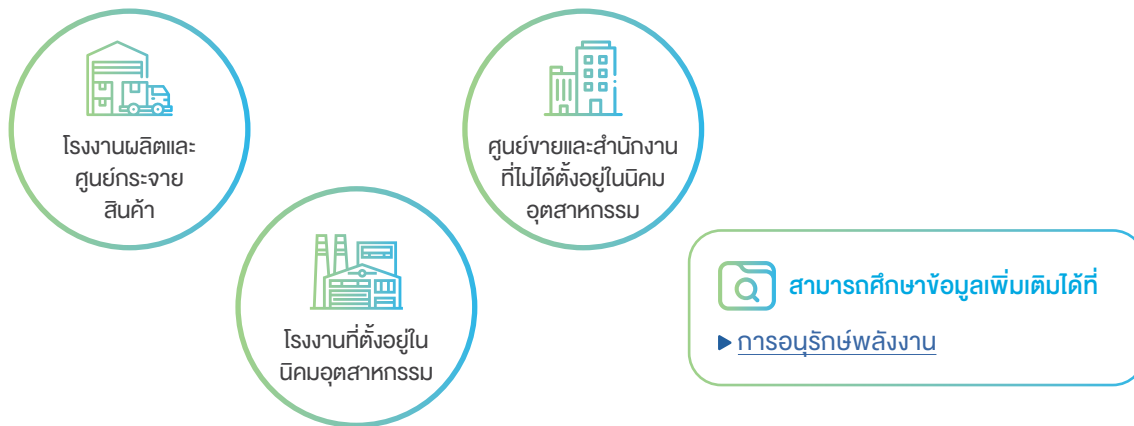 โรงงานผลิตและ
ศูนย์กระจาย
สินค้า
ศูนย์ขายและสำนักงาน
ที่ไม่ได้ตั้งอยู่ในนิคม
อุตสาหกรรม
โรงงานที่ตั้งอยู่ใน
นิคมอุตสาหกรรม
สามารถศึกษาข้อมูลเพิ่มเติมได้ที่
การอนุรักษ์พลังงาน